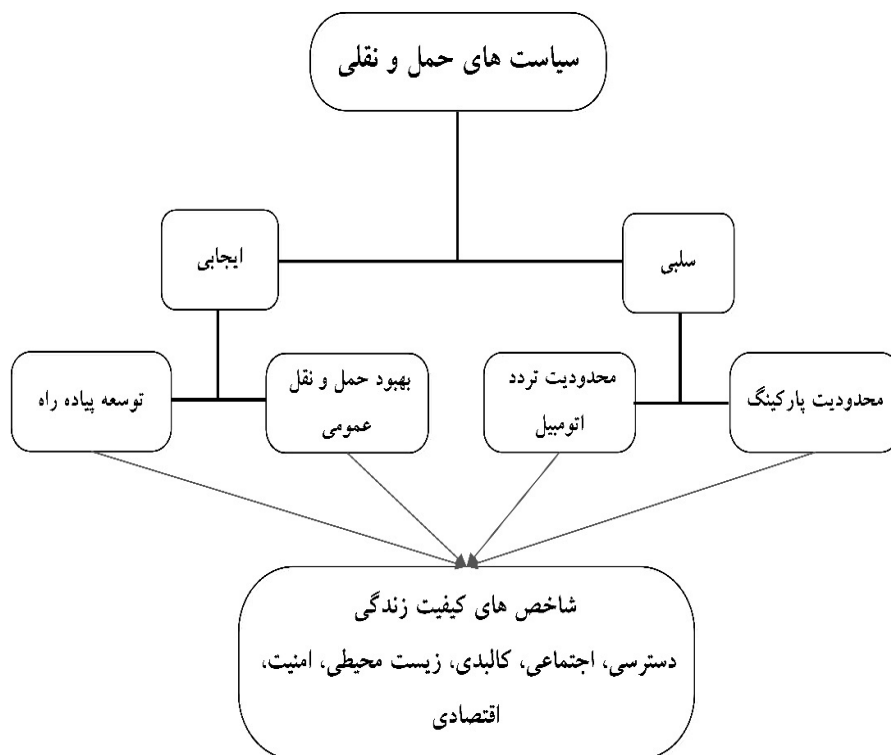 سیاست های حمل و نقلی
سلبی
ایجابی
محدودیت پارکینگ
محدودیت تردد
اتومبیل
بهبود حمل و نقل
عمومی
توسعه پیاده راه
شاخص های کیفیت زندگی
دسترسی، اجتماعی، کالبدی، زیست محیطی، امنیت،
اقتصادی